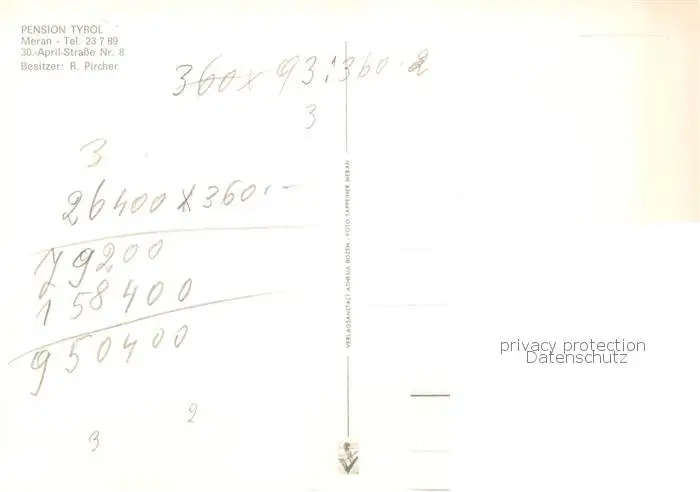 PENSION TYROL
Meran - Tel. 23 7 89
30.-April-Straße Nr. 8
Besitzer: R. Pircher
360x 93:360.2
3
3
26400 x 360.-
79200
158400
950400
2
3
VERLAGSANSTALT ATHESIA BOZEN - FOTO TAPPEINER MERAN
privacy protection
Datenschutz